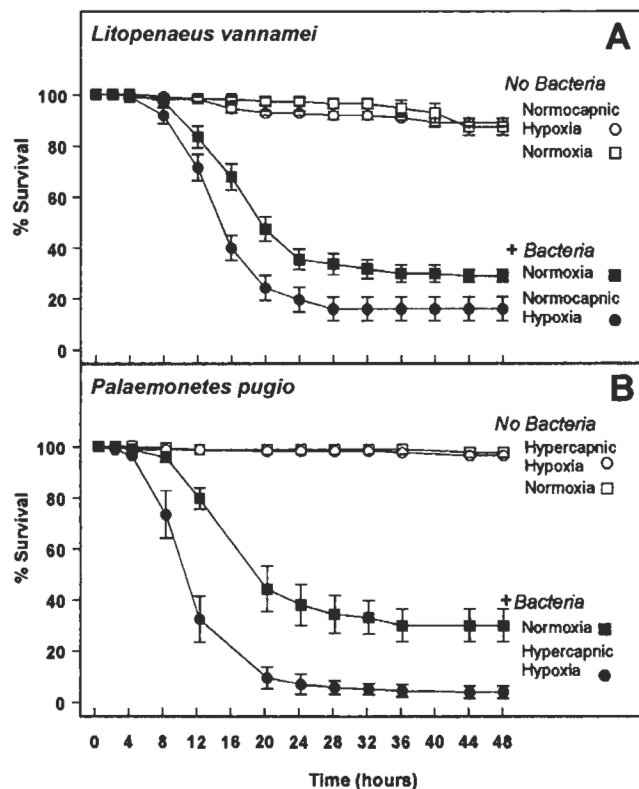 Litopenaeus vannamei
A
No Bacteria
Normocapnic
Hypoxia
Normoxia
+ Bacteria
Normoxia
Normocapnic
Hypoxia
% Survival
100
80
60
40
20
0
Palaemonetes pugio
B
No Bacteria
Hypercapnic
Hypoxia
Normoxia
+ Bacteria
Normoxia
Hypercapnic
Hypoxia
% Survival
100
80
60
40
20
0
0 4 8 12 16 20 24 28 32 36 40 44 48
Time (hours)